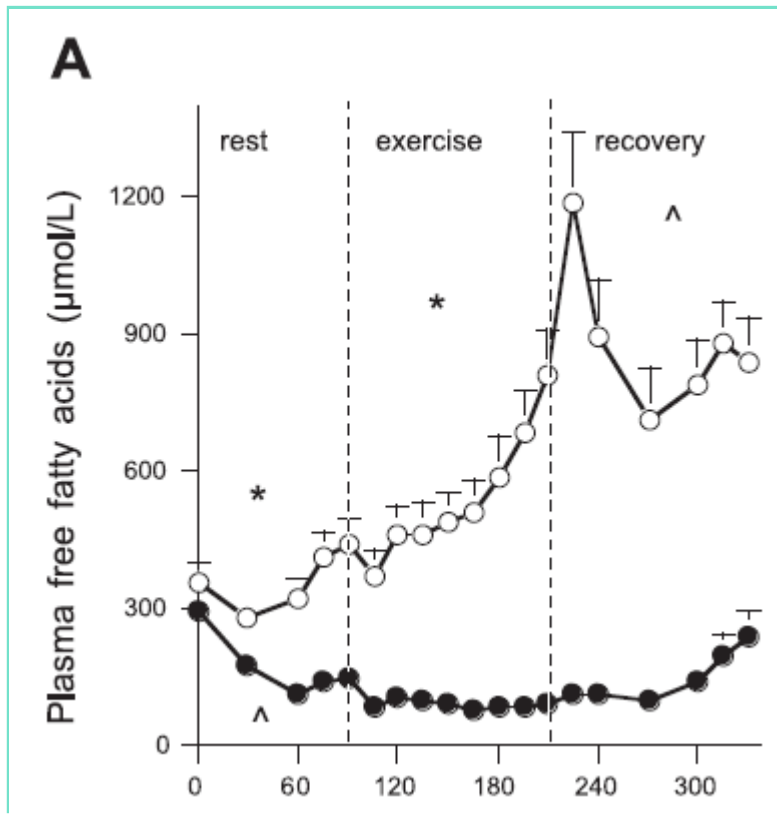 A
rest exercise recovery
Plasma free fatty acids (µmol/L)
1200
900
600
300
0
*
*
^
^
0 60 120 180 240 300